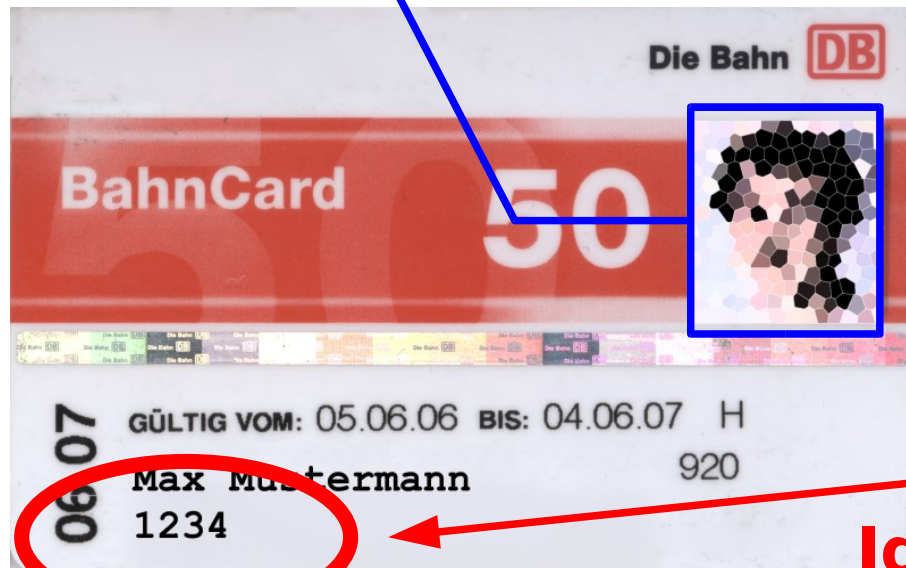 Die Bahn DB
BahnCard 50
GÜLTIG VOM: 05.06.06 BIS: 04.06.07 H
06 07
Max Mustermann
920
1234